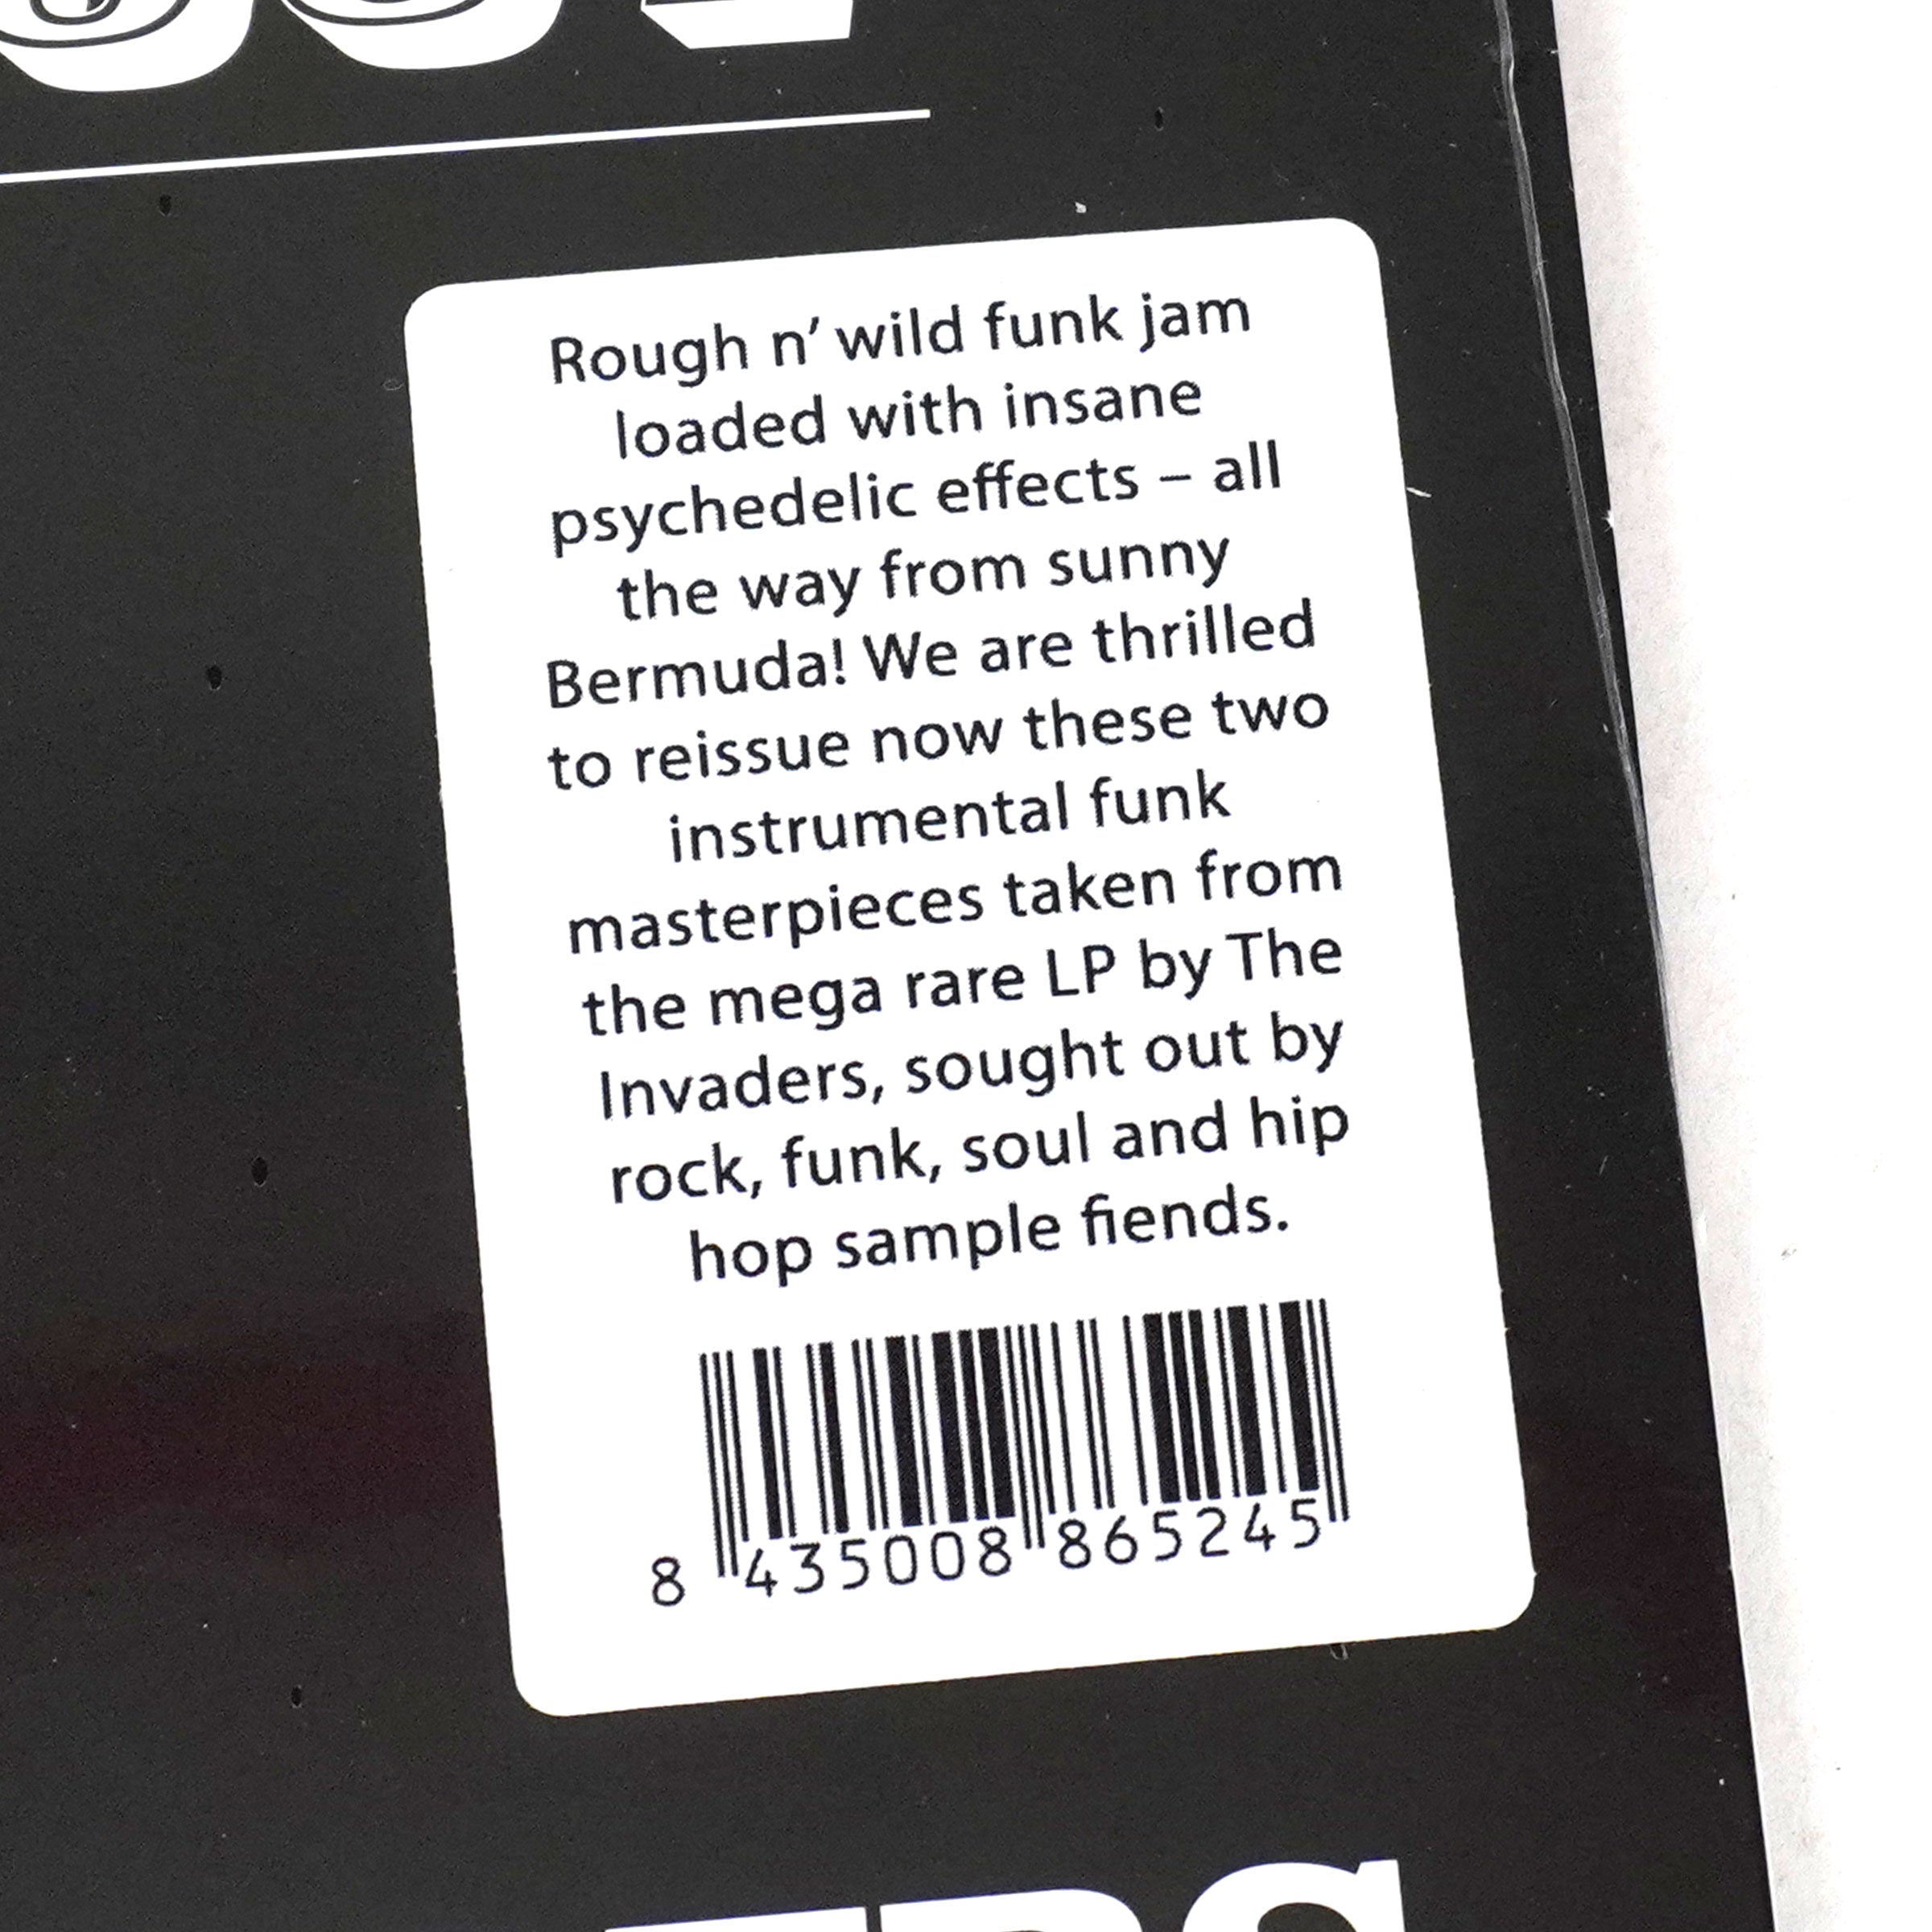 Rough n' wild funk jam
loaded with insane
psychedelic effects – all
the way from sunny
Bermuda! We are thrilled
to reissue now these two
instrumental funk
masterpieces taken from
the mega rare LP by The
Invaders, sought out by
rock, funk, soul and hip
hop sample fiends.
8 435008 865245